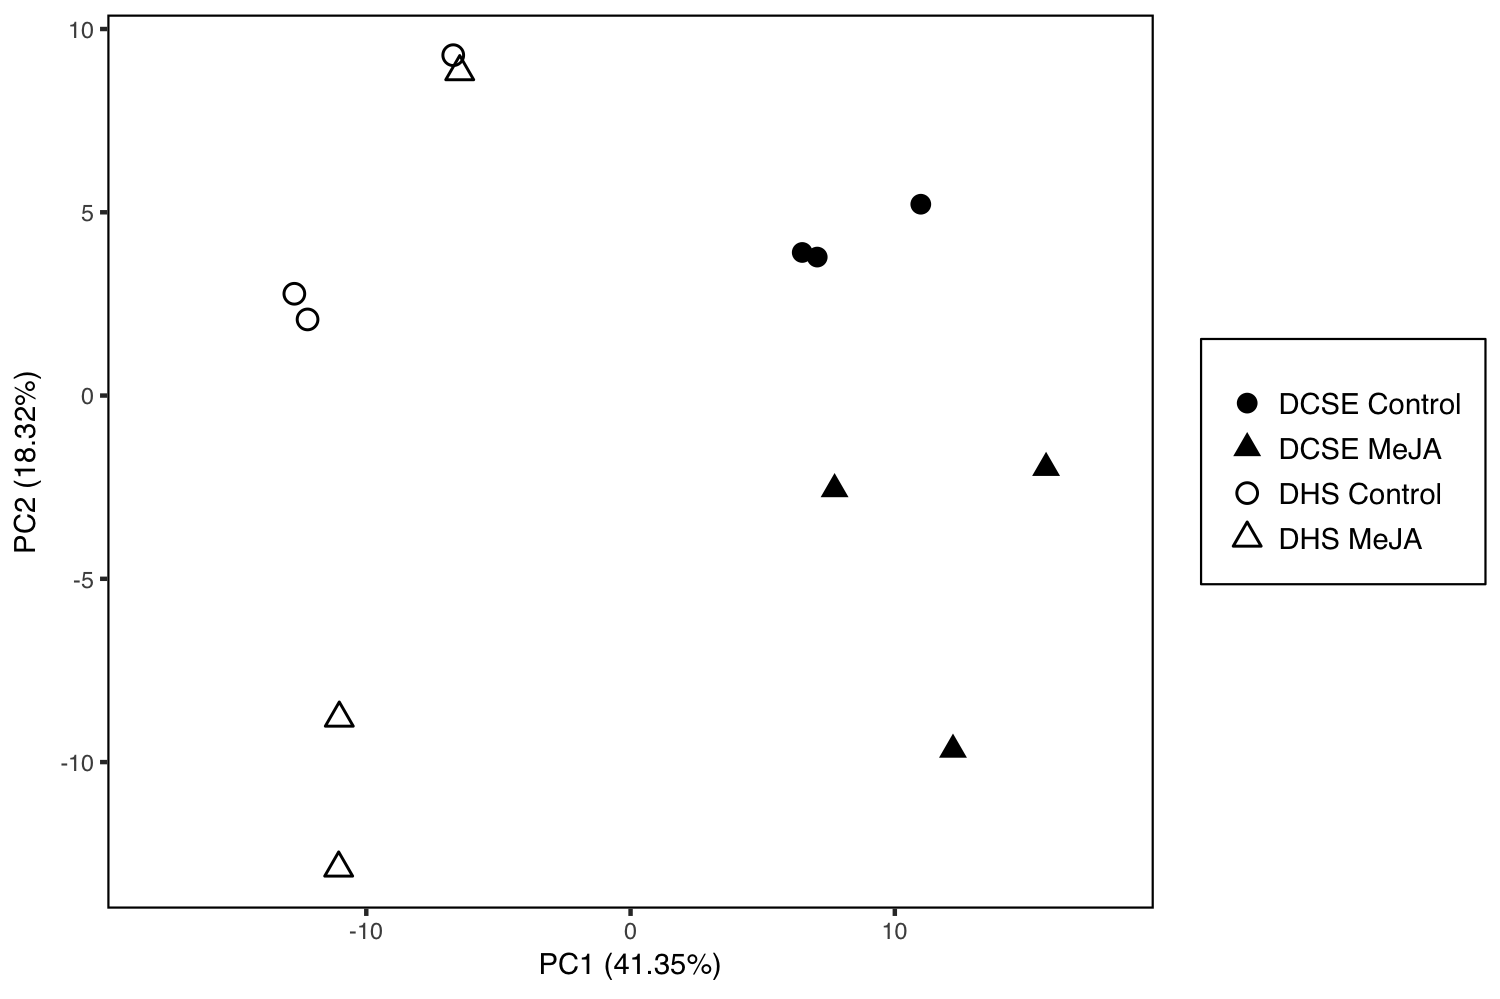 10
5
0
-5
-10
PC2 (18.32%)
-10
0
10
PC1 (41.35%)
DCSE Control
DCSE MeJA
DHS Control
DHS MeJA